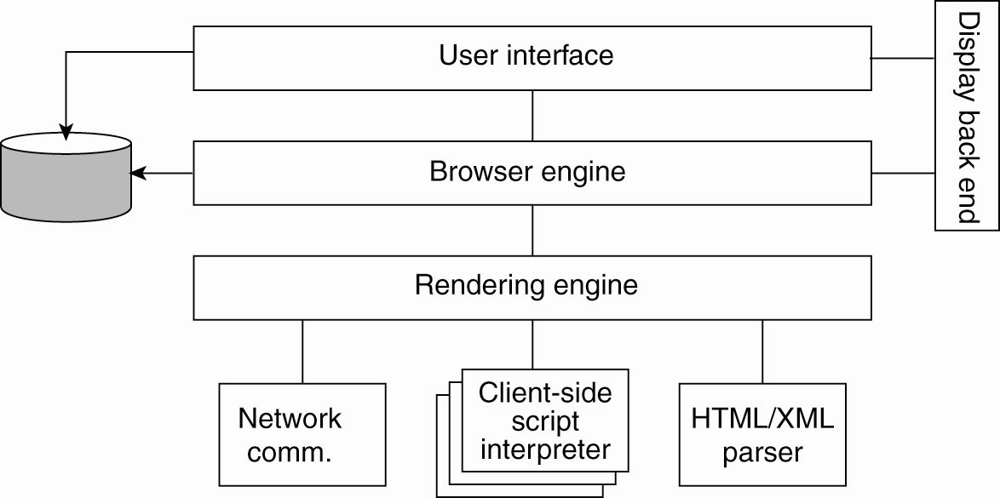 User interface
Display back end
Browser engine
Rendering engine
Network
comm.
Client-side
script
interpreter
HTML/XML
parser